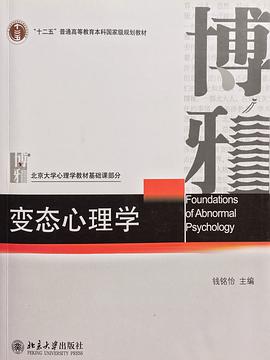 "十二五"普通高等教育本科国家级规划教材
博雅
博雅
北京大学心理学教材基础课部分
变态心理学
Foundations
of Abnormal
Psychology
钱铭怡 主编
北京大学出版社
PEKING UNIVERSITY PRESS